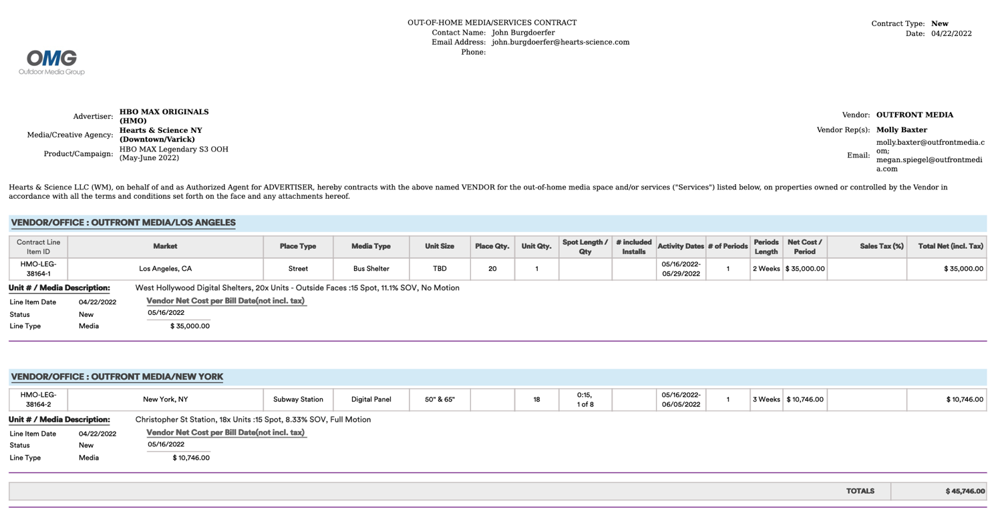 OUT-OF-HOME MEDIA/SERVICES CONTRACT
Contact Name: John Burgdoerfer
Email Address: john.burgdoerfer@hearts-science.com
Phone:
Contract Type: New
Date: 04/22/2022
OMG
Outdoor Media Group
Advertiser: HBO MAX ORIGINALS
(HMO)
Media/Creative Agency: Hearts & Science NY
(Downtown/Varick)
Product/Campaign: HBO MAX Legendary S3 OOH
(May-June 2022)
Vendor: OUTFRONT MEDIA
Vendor Rep(s): Molly Baxter
Email: molly.baxter@outfrontmedia.c
om;
megan.spiegel@outfrontmedi
a.com
Hearts & Science LLC (WM), on behalf of and as Authorized Agent for ADVERTISER, hereby contracts with the above named VENDOR for the out-of-home media space and/or services ("Services") listed below, on properties owned or controlled by the Vendor in
accordance with all the terms and conditions set forth on the face and any attachments hereof.
VENDOR/OFFICE : OUTFRONT MEDIA/LOS ANGELES
Contract Line Item ID Market Place Type Media Type Unit Size Place Qty. Unit Qty. Spot Length / Qty # included Installs Activity Dates # of Periods Periods Length Net Cost / Period Sales Tax (%) Total Net (incl. Tax)
HMO-LEG-38164-1 Los Angeles, CA Street Bus Shelter TBD 20 1 05/16/2022-05/29/2022 1 2 Weeks $ 35,000.00 $ 35,000.00
Unit # / Media Description: West Hollywood Digital Shelters, 20x Units - Outside Faces :15 Spot, 11.1% SOV, No Motion
Line Item Date 04/22/2022 Vendor Net Cost per Bill Date(not incl. tax)
Status New 05/16/2022
Line Type Media $ 35,000.00
VENDOR/OFFICE : OUTFRONT MEDIA/NEW YORK
HMO-LEG-38164-2 New York, NY Subway Station Digital Panel 50" & 65" 18 0:15, 1 of 8 05/16/2022-06/05/2022 1 3 Weeks $ 10,746.00 $ 10,746.00
Unit # / Media Description: Christopher St Station, 18x Units :15 Spot, 8.33% SOV, Full Motion
Line Item Date 04/22/2022 Vendor Net Cost per Bill Date(not incl. tax)
Status New 05/16/2022
Line Type Media $ 10,746.00
TOTALS $ 45,746.00